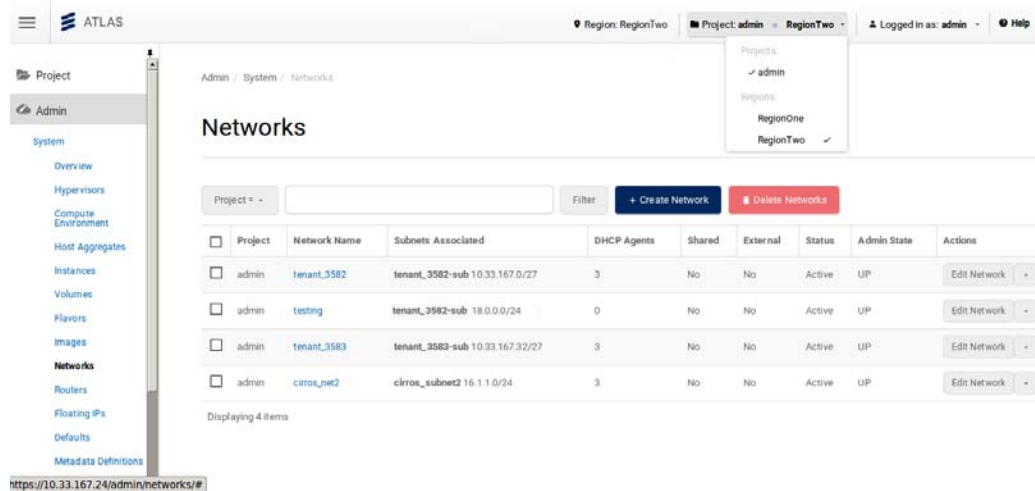 ATLAS
Region: RegionTwo
Project: admin
RegionTwo
Logged in as: admin
Help
Projects:
admin
Regions:
RegionOne
RegionTwo
Project
Admin
System
Overview
Hypervisors
Compute
Environment
Host Aggregates
Instances
Volumes
Flavors
Images
Networks
Routers
Floating IPs
Defaults
Metadata Definitions
https://10.33.167.24/admin/networks/#
Admin / System / Networks
Networks
Project = Filter + Create Network Delete Networks
Project Network Name Subnets Associated DHCP Agents Shared External Status Admin State Actions
admin tenant_3582 tenant_3582-sub 10.33.167.0/27 3 No No Active UP Edit Network
admin testing tenant_3582-sub 18.0.0.0/24 0 No No Active UP Edit Network
admin tenant_3583 tenant_3583-sub 10.33.167.32/27 3 No No Active UP Edit Network
admin cirros_net2 cirros_subnet2 16.1.1.0/24 3 No No Active UP Edit Network
Displaying 4 items